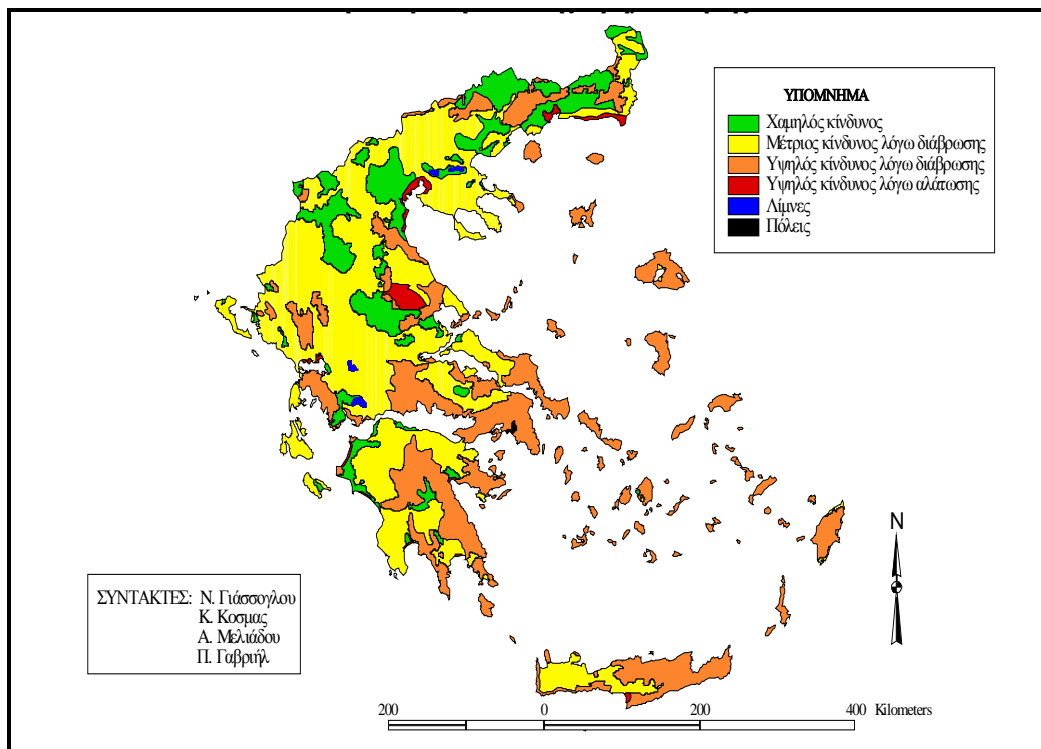 ΥΠΟΜΝΗΜΑ
Χαμηλός κίνδυνος
Μέτριος κίνδυνος λόγω διάβρωσης
Υψηλός κίνδυνος λόγω διάβρωσης
Υψηλός κίνδυνος λόγω αλάτωσης
Λίμνες
Πόλεις
N
ΣΥΝΤΑΚΤΕΣ: Ν. Γιάσσογλου
Κ. Κοσμας
Α. Μελιάδου
Π. Γαβριήλ
200 0 200 400 Kilometers